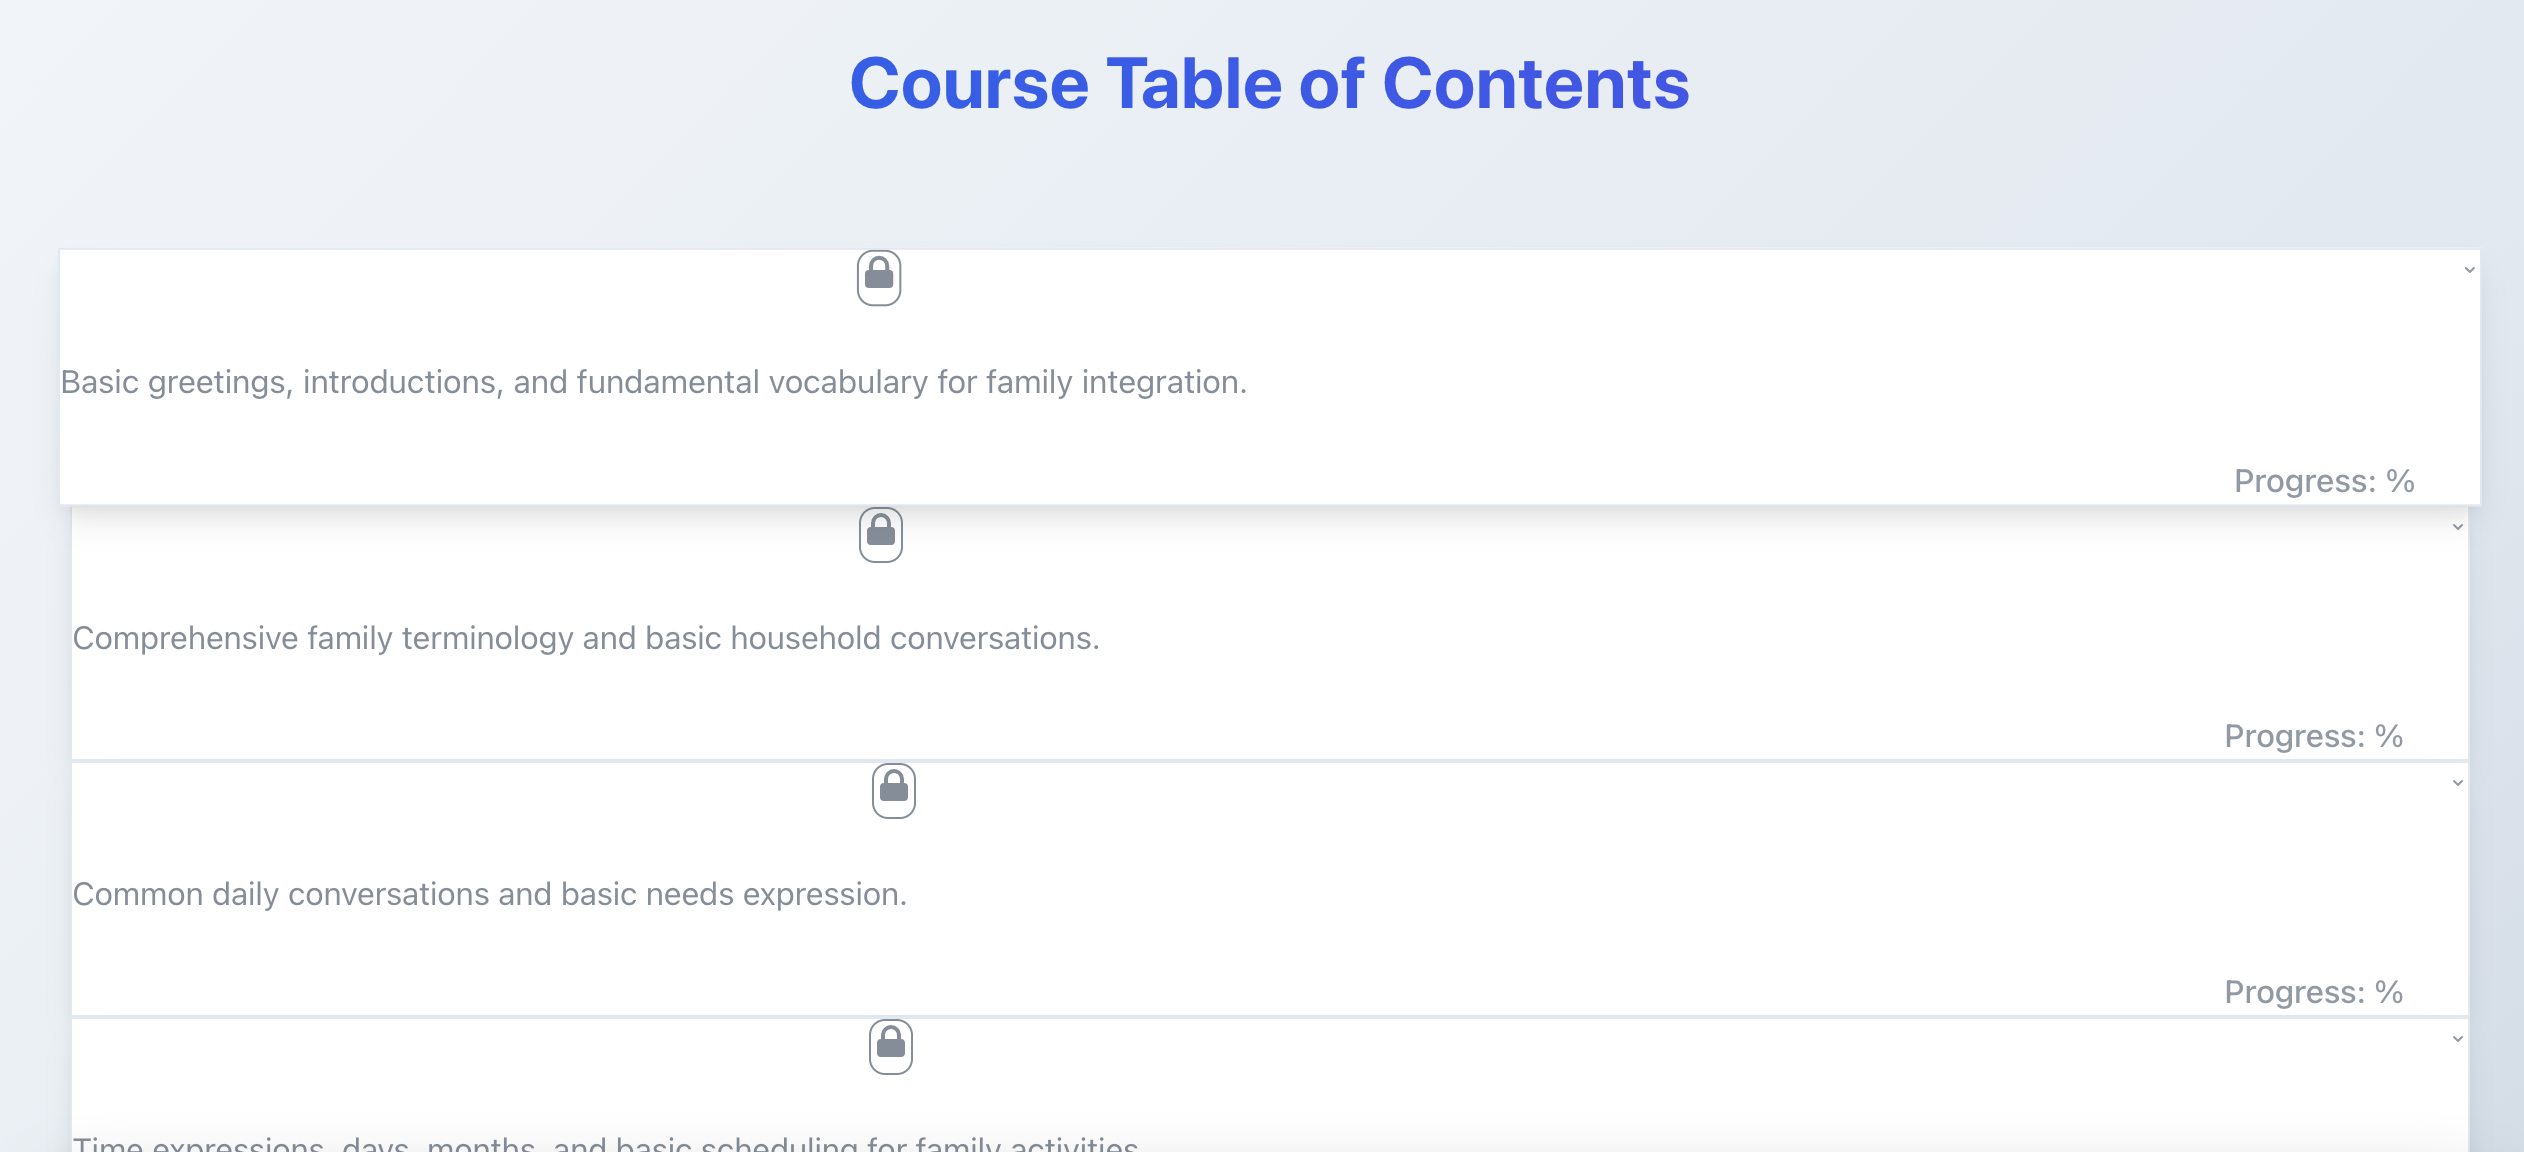 Course Table of Contents
Basic greetings, introductions, and fundamental vocabulary for family integration.
Progress: %
Comprehensive family terminology and basic household conversations.
Progress: %
Common daily conversations and basic needs expression.
Progress: %
Time expressions, days, months, and basic scheduling for family activities